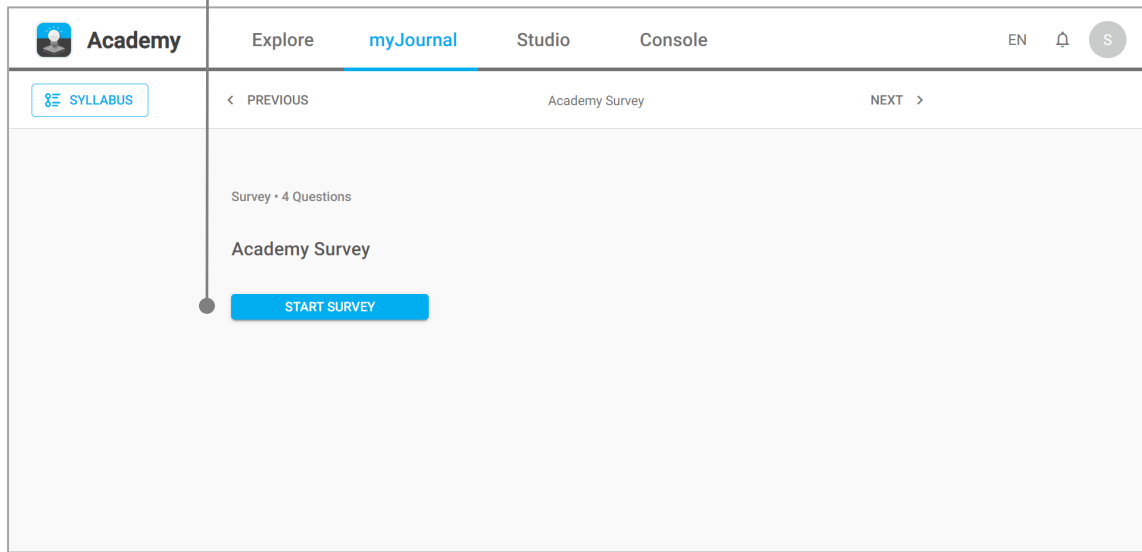 Academy Explore myJournal Studio Console EN S
SYLLABUS PREVIOUS Academy Survey NEXT
Survey • 4 Questions
Academy Survey
START SURVEY